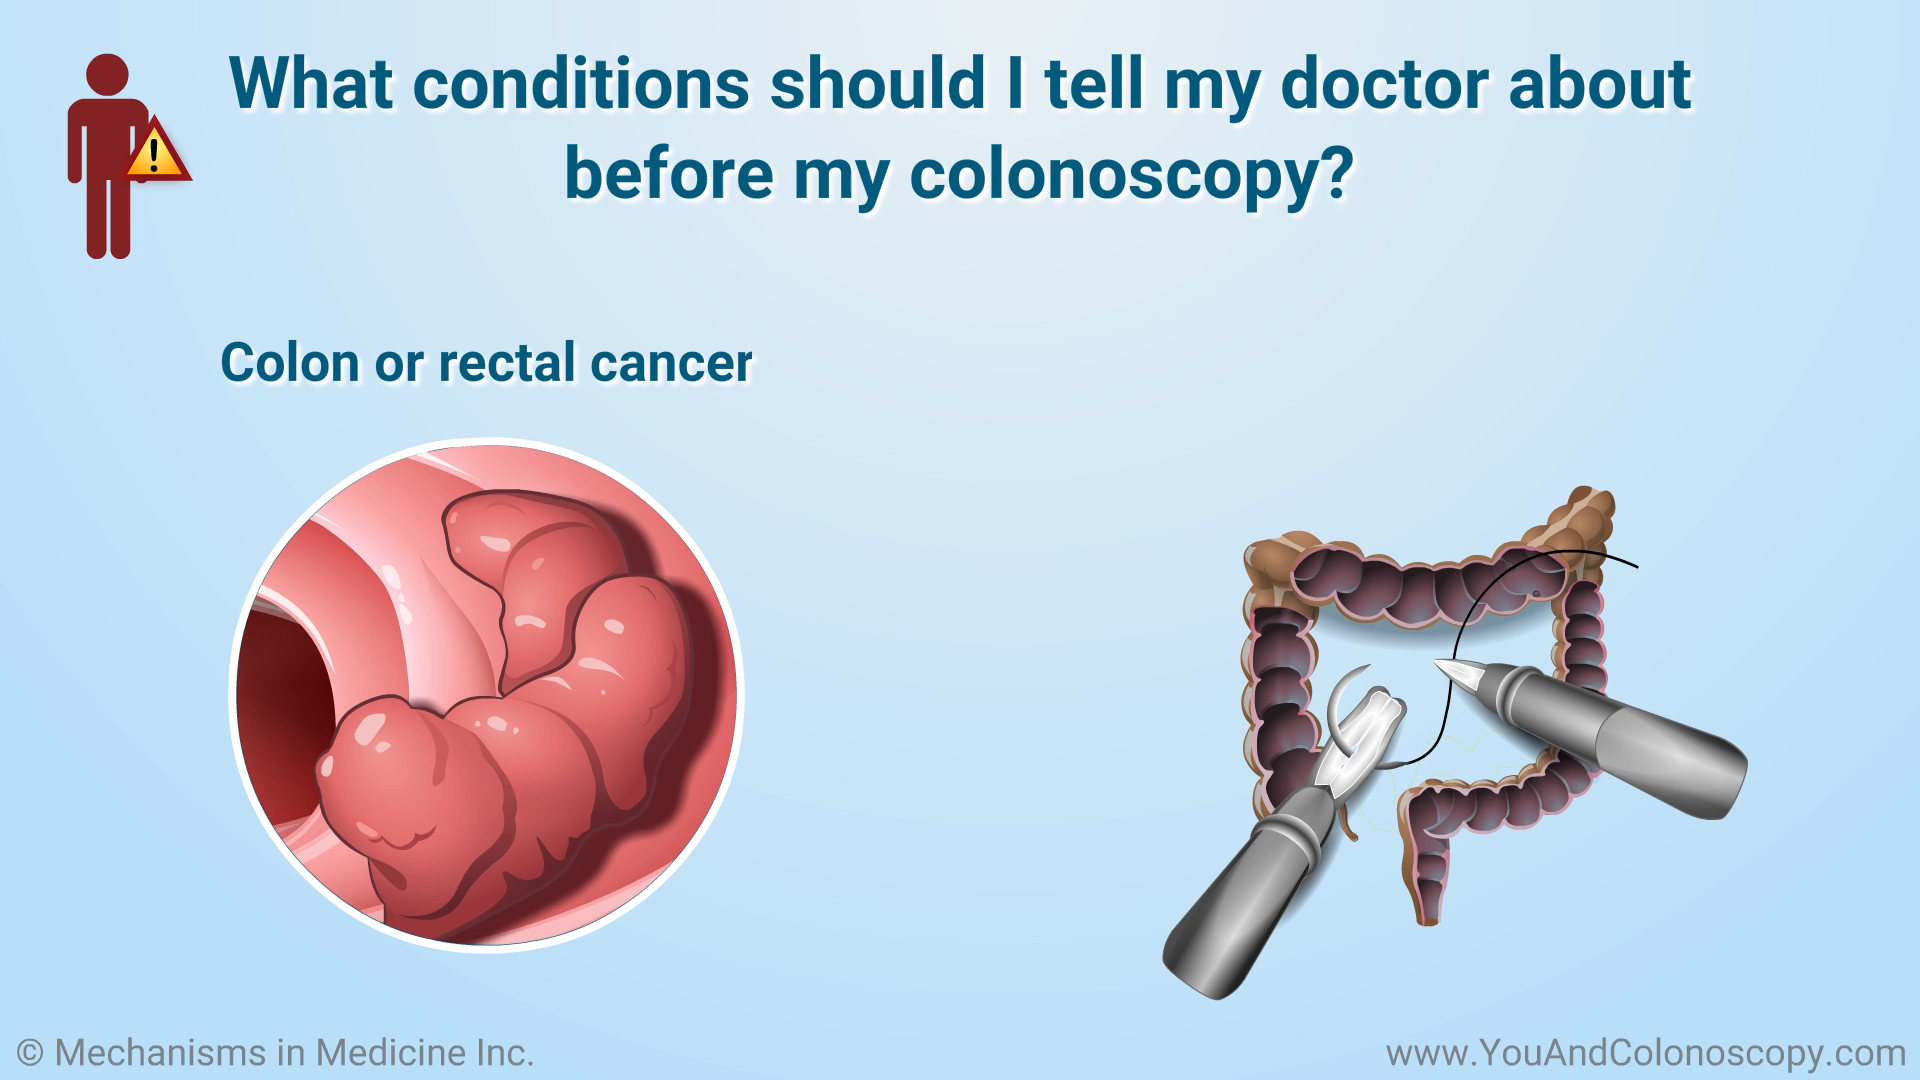 What conditions should I tell my doctor about
before my colonoscopy?
Colon or rectal cancer
© Mechanisms in Medicine Inc.
www.YouAndColonoscopy.com